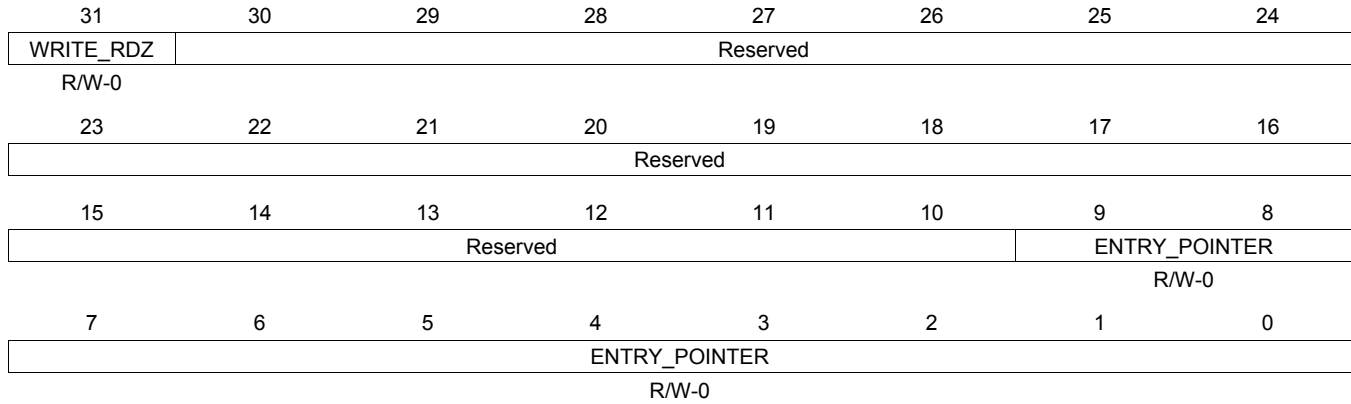 31 30 29 28 27 26 25 24
WRITE_RDZ Reserved
R/W-0
23 22 21 20 19 18 17 16
Reserved
15 14 13 12 11 10 9 8
Reserved ENTRY_POINTER
R/W-0
7 6 5 4 3 2 1 0
ENTRY_POINTER
R/W-0